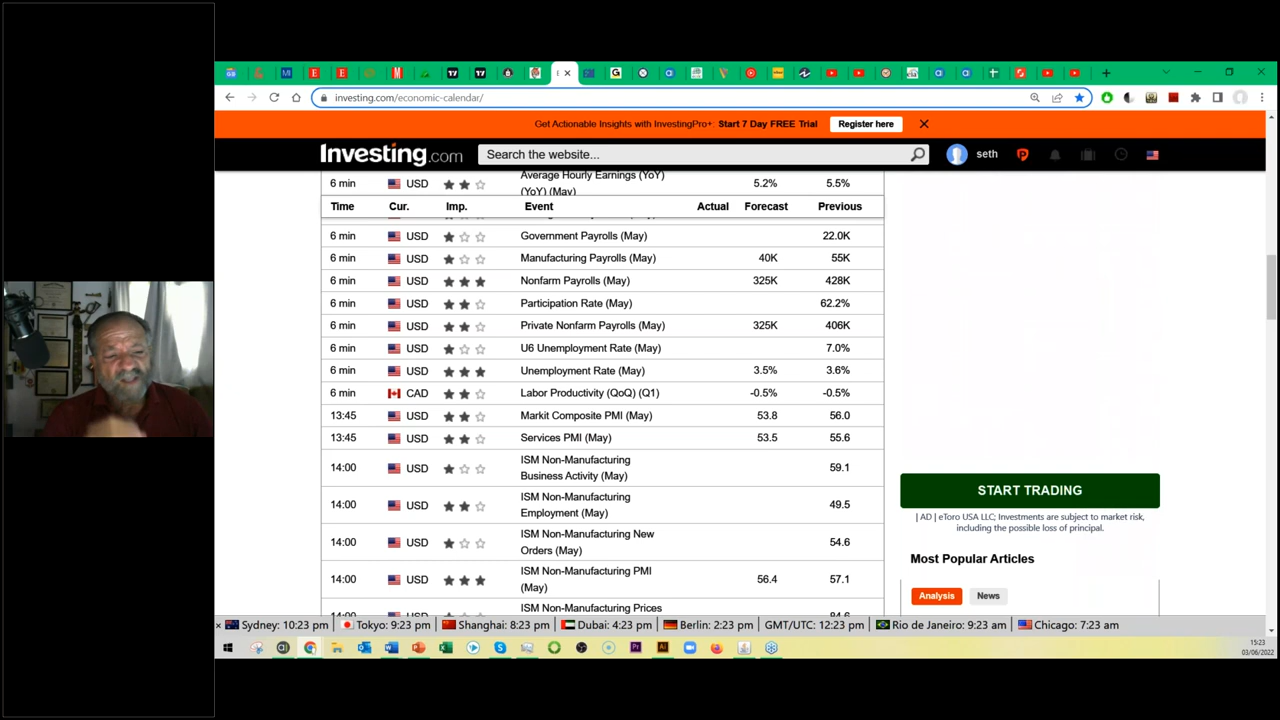 investing.com/economic-calendar/
Get Actionable Insights with InvestingPro+ Start 7 Day FREE Trial Register here
Investing.com Search the website... seth
6 min USD Average Hourly Earnings (YoY) (YoY) (May) 5.2% 5.5%
Time Cur. Imp. Event Actual Forecast Previous
6 min USD Government Payrolls (May) 22.0K
6 min USD Manufacturing Payrolls (May) 40K 55K
6 min USD Nonfarm Payrolls (May) 325K 428K
6 min USD Participation Rate (May) 62.2%
6 min USD Private Nonfarm Payrolls (May) 325K 406K
6 min USD U6 Unemployment Rate (May) 7.0%
6 min USD Unemployment Rate (May) 3.5% 3.6%
6 min CAD Labor Productivity (QoQ) (Q1) -0.5% -0.5%
13:45 USD Markit Composite PMI (May) 53.8 56.0
13:45 USD Services PMI (May) 53.5 55.6
14:00 USD ISM Non-Manufacturing
Business Activity (May) 59.1
14:00 USD ISM Non-Manufacturing
Employment (May) 49.5
14:00 USD ISM Non-Manufacturing New
Orders (May) 54.6
14:00 USD ISM Non-Manufacturing PMI
(May) 56.4 57.1
ISM Non-Manufacturing Prices
START TRADING
| AD | eToro USA LLC; Investments are subject to market risk,
including the possible loss of principal.
Most Popular Articles
Analysis News
Sydney: 10:23 pm Tokyo: 9:23 pm Shanghai: 8:23 pm Dubai: 4:23 pm Berlin: 2:23 pm GMT/UTC: 12:23 pm Rio de Janeiro: 9:23 am Chicago: 7:23 am
15:23
03/06/2022